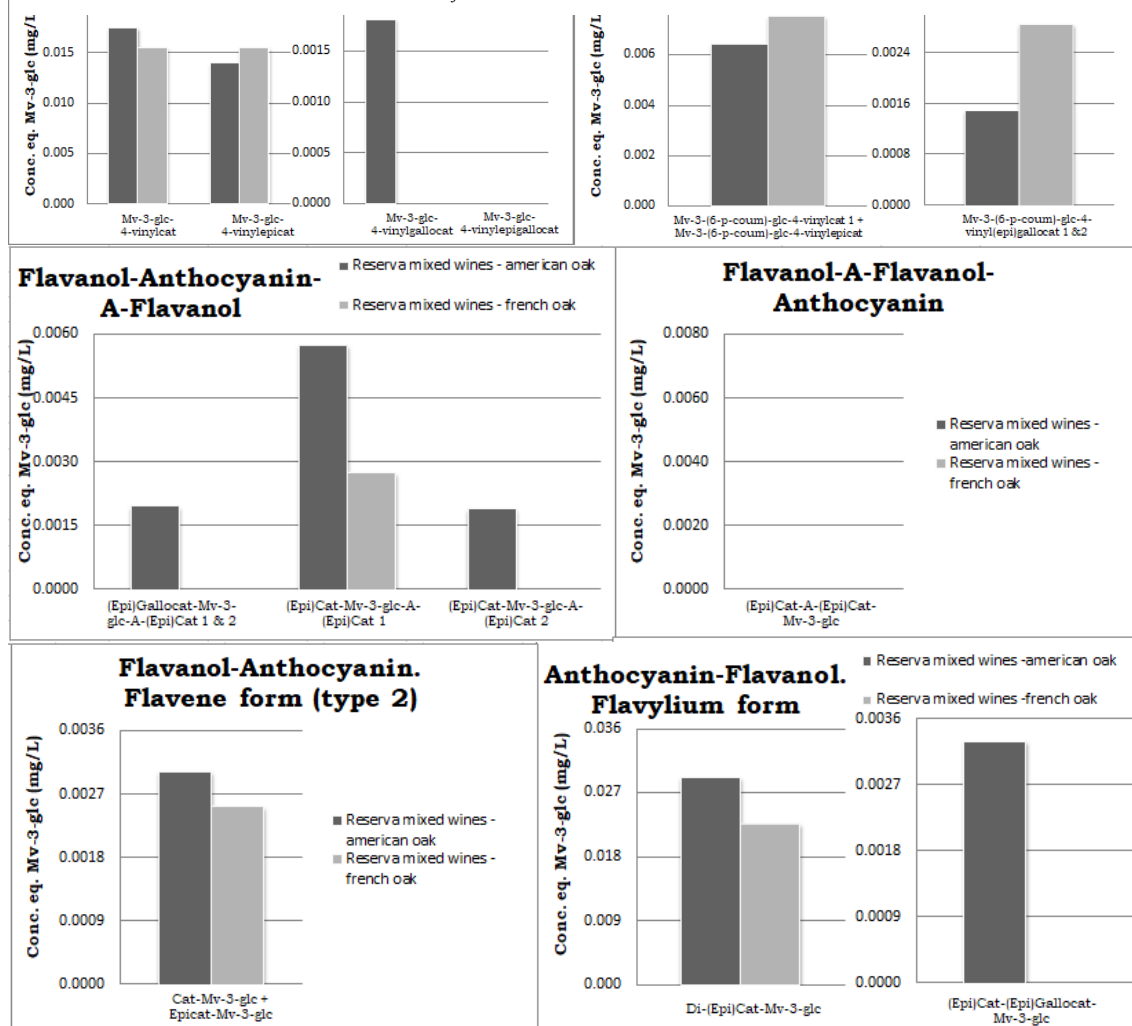 Conc. eq. Mv-3-glc (mg/L)
0.015
0.010
0.005
0.000
Mv-3-glc-
4-vinylcat
Mv-3-glc-
4-vinylepicat
0.0015
0.0010
0.0005
0.0000
Mv-3-glc-
4-vinylgallocat
Mv-3-glc-
4-vinylepigallocat
Conc. eq. Mv-3-glc (mg/L)
0.006
0.004
0.002
0.000
Mv-3-(6-p-coum)-glc-4-vinylcat 1 +
Mv-3-(6-p-coum)-glc-4-vinylepicat
0.0024
0.0016
0.0008
0.0000
Mv-3-(6-p-coum)-glc-4-
vinyl(epi)gallocat 1 &2
Flavanol-Anthocyanin-
A-Flavanol
Reserva mixed wines - american oak
Reserva mixed wines - french oak
Conc. eq. Mv-3-glc (mg/L)
0.0060
0.0045
0.0030
0.0015
0.0000
(Epi)Gallocat-Mv-3-
glc-A-(Epi)Cat 1 & 2
(Epi)Cat-Mv-3-glc-A-
(Epi)Cat 1
(Epi)Cat-Mv-3-glc-A-
(Epi)Cat 2
Flavanol-A-Flavanol-
Anthocyanin
Conc. eq. Mv-3-glc (mg/L)
0.0080
0.0060
0.0040
0.0020
0.0000
(Epi)Cat-A-(Epi)Cat-
Mv-3-glc
Reserva mixed wines -
american oak
Reserva mixed wines -
french oak
Flavanol-Anthocyanin.
Flavene form (type 2)
Conc. eq. Mv-3-glc (mg/L)
0.0036
0.0027
0.0018
0.0009
0.0000
Cat-Mv-3-glc +
Epicat-Mv-3-glc
Reserva mixed wines -
american oak
Reserva mixed wines -
french oak
Anthocyanin-Flavanol.
Flavylium form
Reserva mixed wines -american oak
Reserva mixed wines -french oak
Conc. eq. Mv-3-glc (mg/L)
0.036
0.027
0.018
0.009
0.000
Di-(Epi)Cat-Mv-3-glc
0.0036
0.0027
0.0018
0.0009
0.0000
(Epi)Cat-(Epi)Gallocat-
Mv-3-glc